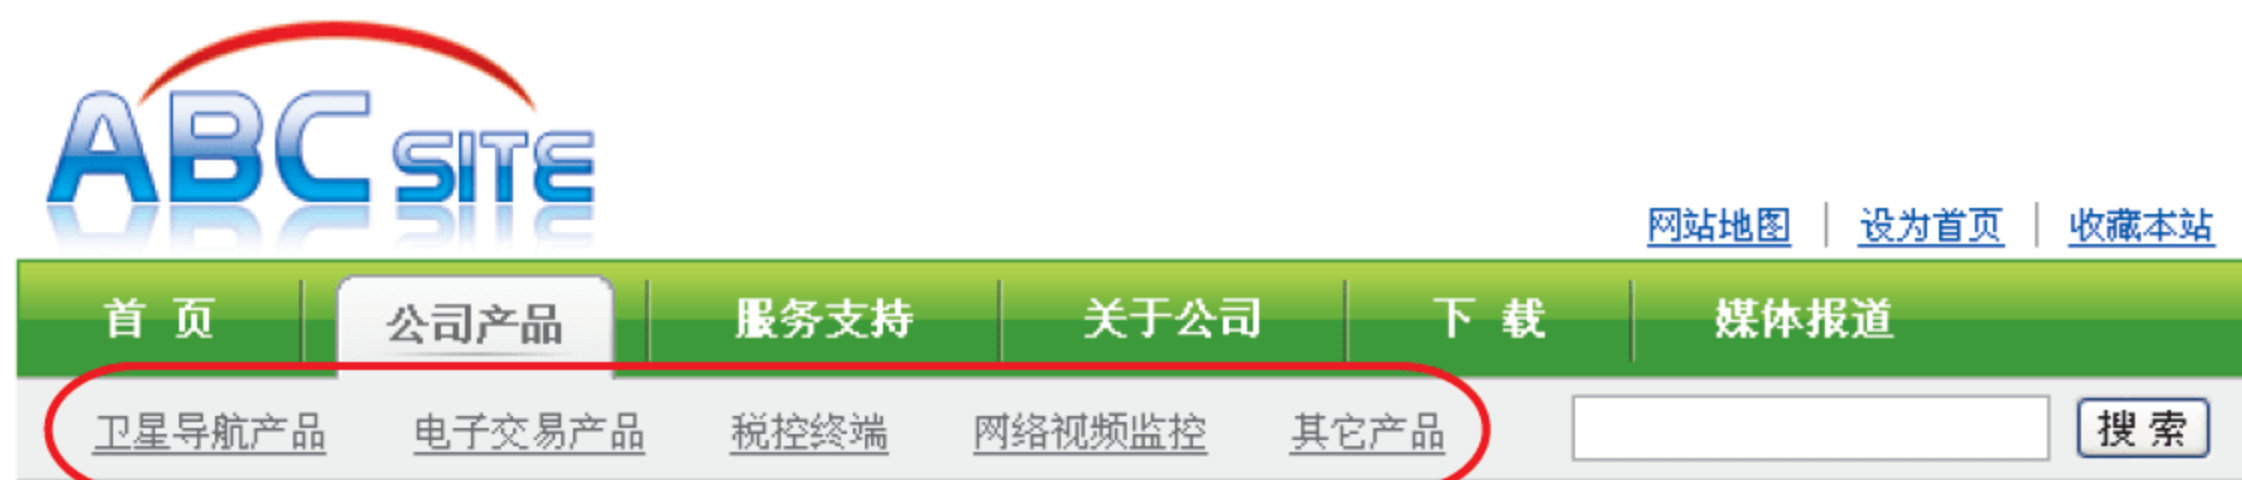 ABC SITE
网站地图 | 设为首页 | 收藏本站
首 页 公司产品 服务支持 关于公司 下 载 媒体报道
卫星导航产品 电子交易产品 税控终端 网络视频监控 其它产品 搜 索